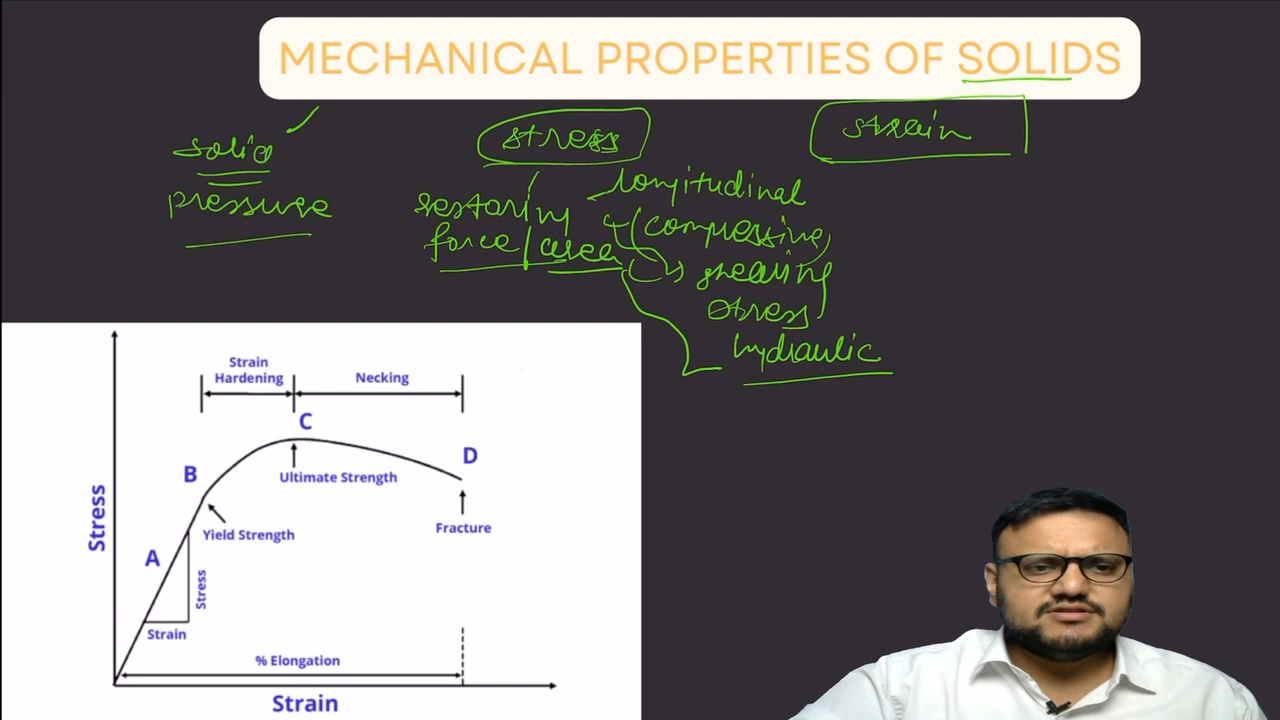 MECHANICAL PROPERTIES OF SOLIDS
solid
pressure
stress
restoring
force/area
longitudinal
(compressing)
shearing
stress
hydraulic
strain
Strain
Hardening
Necking
C
B
D
Ultimate Strength
Yield Strength
Fracture
A
Stress
Stress
Strain
% Elongation
Strain